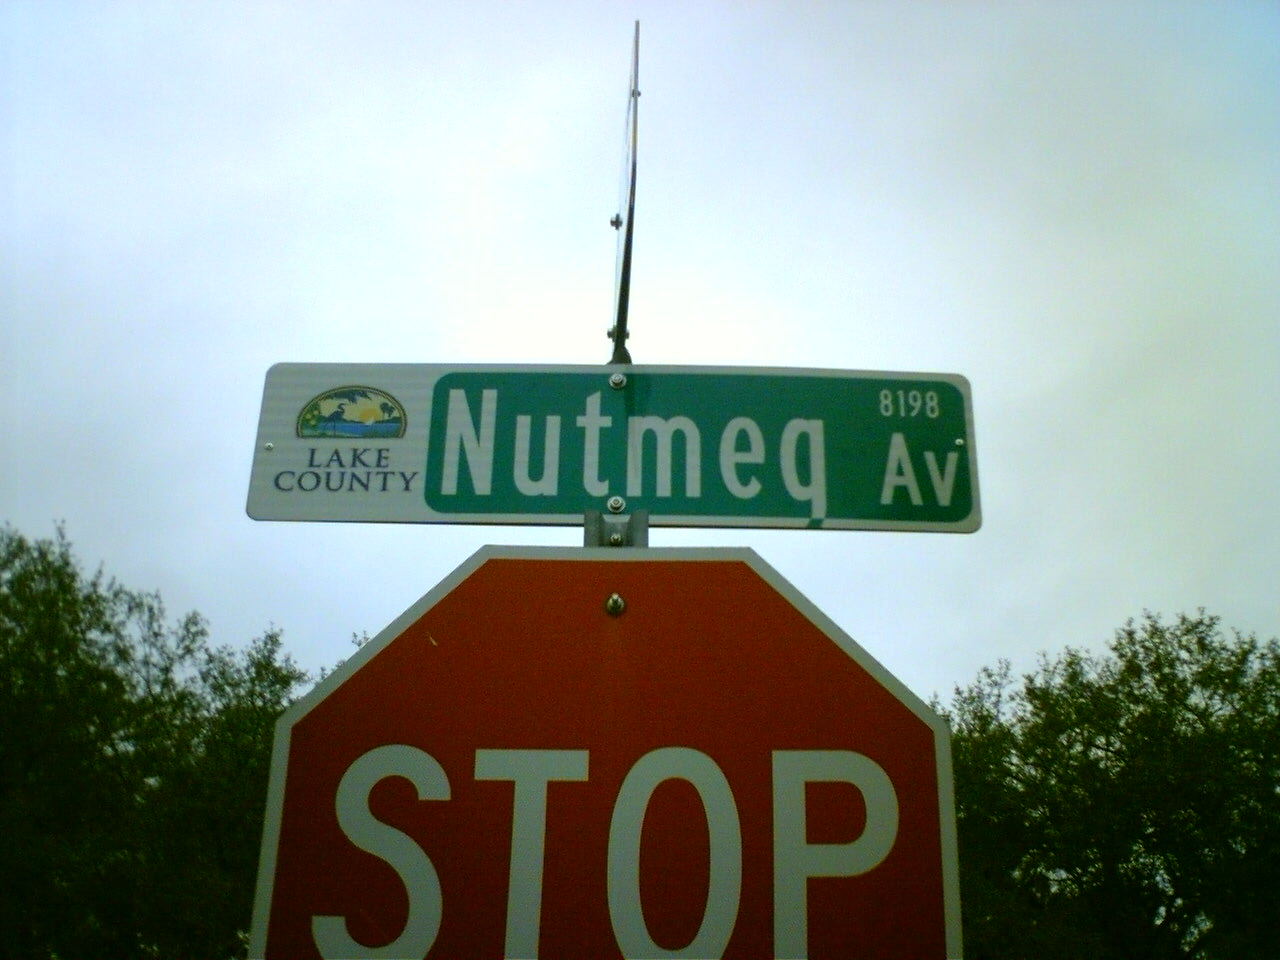 LAKE
COUNTY
Nutmeg
8198
Av
STOP